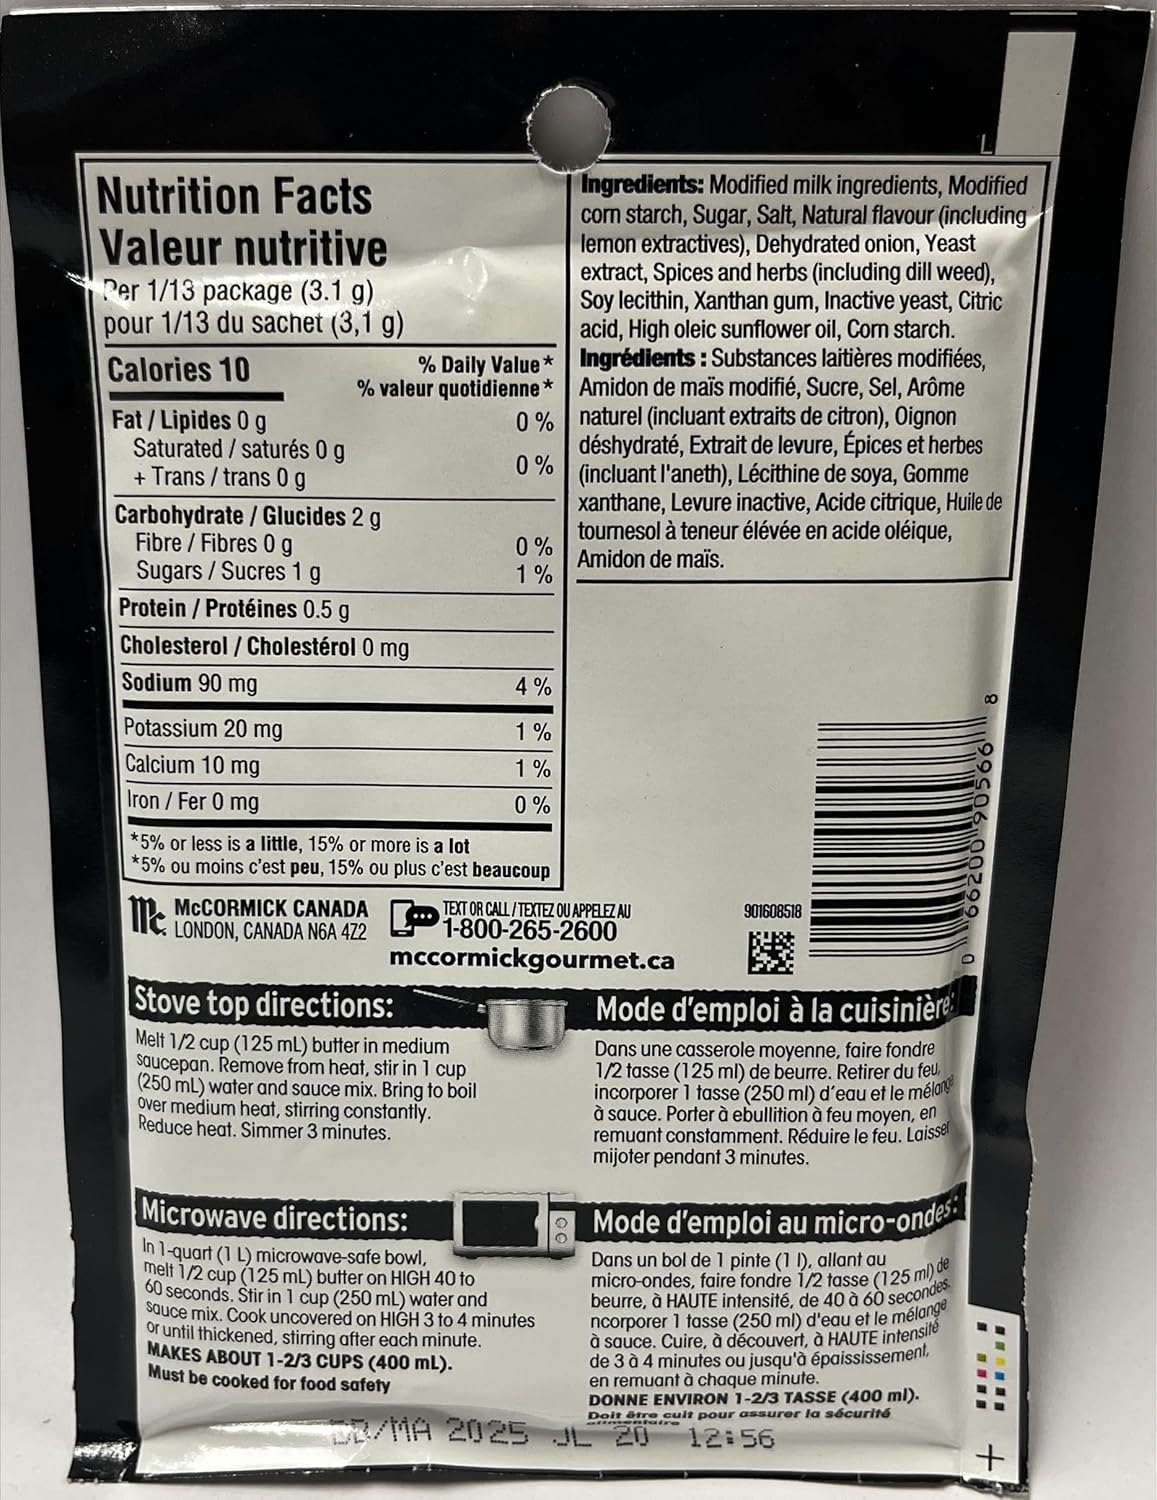 Nutrition Facts
Valeur nutritive
Per 1/13 package (3.1 g)
pour 1/13 du sachet (3,1 g)
Calories 10
% Daily Value*
% valeur quotidienne*
Fat / Lipides 0 g 0 %
Saturated / saturés 0 g
+ Trans / trans 0 g 0 %
Carbohydrate / Glucides 2 g
Fibre / Fibres 0 g 0 %
Sugars / Sucres 1 g 1 %
Protein / Protéines 0.5 g
Cholesterol / Cholestérol 0 mg
Sodium 90 mg 4 %
Potassium 20 mg 1 %
Calcium 10 mg 1 %
Iron / Fer 0 mg 0 %
*5% or less is a little, 15% or more is a lot
*5% ou moins c'est peu, 15% ou plus c'est beaucoup
Ingredients: Modified milk ingredients, Modified
corn starch, Sugar, Salt, Natural flavour (including
lemon extractives), Dehydrated onion, Yeast
extract, Spices and herbs (including dill weed),
Soy lecithin, Xanthan gum, Inactive yeast, Citric
acid, High oleic sunflower oil, Corn starch.
Ingrédients : Substances laitières modifiées,
Amidon de maïs modifié, Sucre, Sel, Arôme
naturel (incluant extraits de citron), Oignon
déshydraté, Extrait de levure, Épices et herbes
(incluant l'aneth), Lécithine de soya, Gomme
xanthane, Levure inactive, Acide citrique, Huile de
tournesol à teneur élévée en acide oléique,
Amidon de maïs.
0 66200 90566 8
00299
901608518
Mc McCORMICK CANADA
LONDON, CANADA N6A 4Z2
TEXT OR CALL / TEXTEZ OU APPELEZ AU
1-800-265-2600
mccormickgourmet.ca
Stove top directions:
Melt 1/2 cup (125 mL) butter in medium
saucepan. Remove from heat, stir in 1 cup
(250 mL) water and sauce mix. Bring to boil
over medium heat, stirring constantly.
Reduce heat. Simmer 3 minutes.
Mode d'emploi à la cuisinière:
Dans une casserole moyenne, faire fondre
1/2 tasse (125 ml) de beurre. Retirer du feu,
incorporer 1 tasse (250 ml) d'eau et le mélange
à sauce. Porter à ebullition à feu moyen, en
remuant constamment. Réduire le feu. Laisser
mijoter pendant 3 minutes.
Microwave directions:
In 1-quart (1 L) microwave-safe bowl,
melt 1/2 cup (125 mL) butter on HIGH 40 to
60 seconds. Stir in 1 cup (250 mL) water and
sauce mix. Cook uncovered on HIGH 3 to 4 minutes
or until thickened, stirring after each minute.
MAKES ABOUT 1-2/3 CUPS (400 mL).
Must be cooked for food safety
Mode d'emploi au micro-ondes:
Dans un bol de 1 pinte (1 l), allant au
micro-ondes, faire fondre 1/2 tasse (125 ml) de
beurre, à HAUTE intensité, de 40 à 60 secondes.
ncorporer 1 tasse (250 ml) d'eau et le mélange
à sauce. Cuire, à découvert, à HAUTE intensité
de 3 à 4 minutes ou jusqu'à épaississement,
en remuant à chaque minute.
DONNE ENVIRON 1-2/3 TASSE (400 ml).
Doit être cuit pour assurer la sécurité
alimentaire
BB/MA 2025 JL 20 12:56